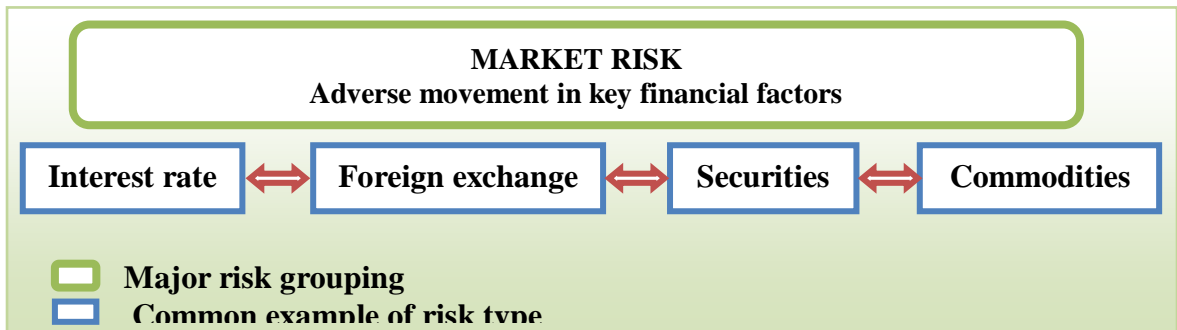 MARKET RISK
Adverse movement in key financial factors
Interest rate
Foreign exchange
Securities
Commodities
Major risk grouping
Common example of risk type